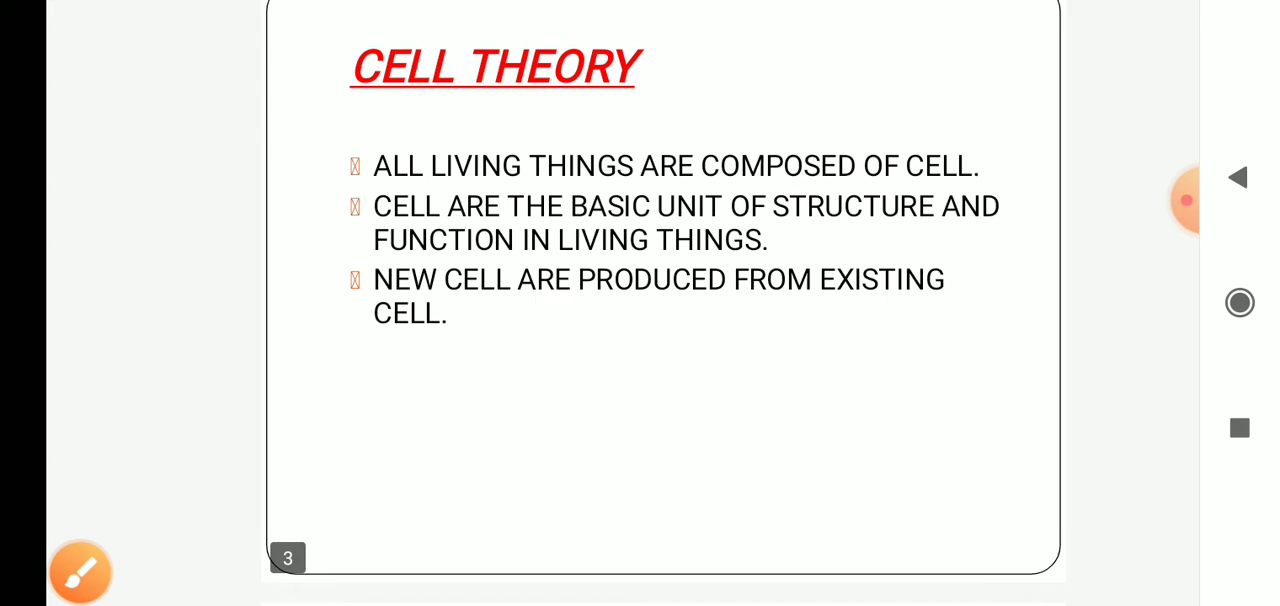 CELL THEORY
ALL LIVING THINGS ARE COMPOSED OF CELL.
CELL ARE THE BASIC UNIT OF STRUCTURE AND
FUNCTION IN LIVING THINGS.
NEW CELL ARE PRODUCED FROM EXISTING
CELL.
3